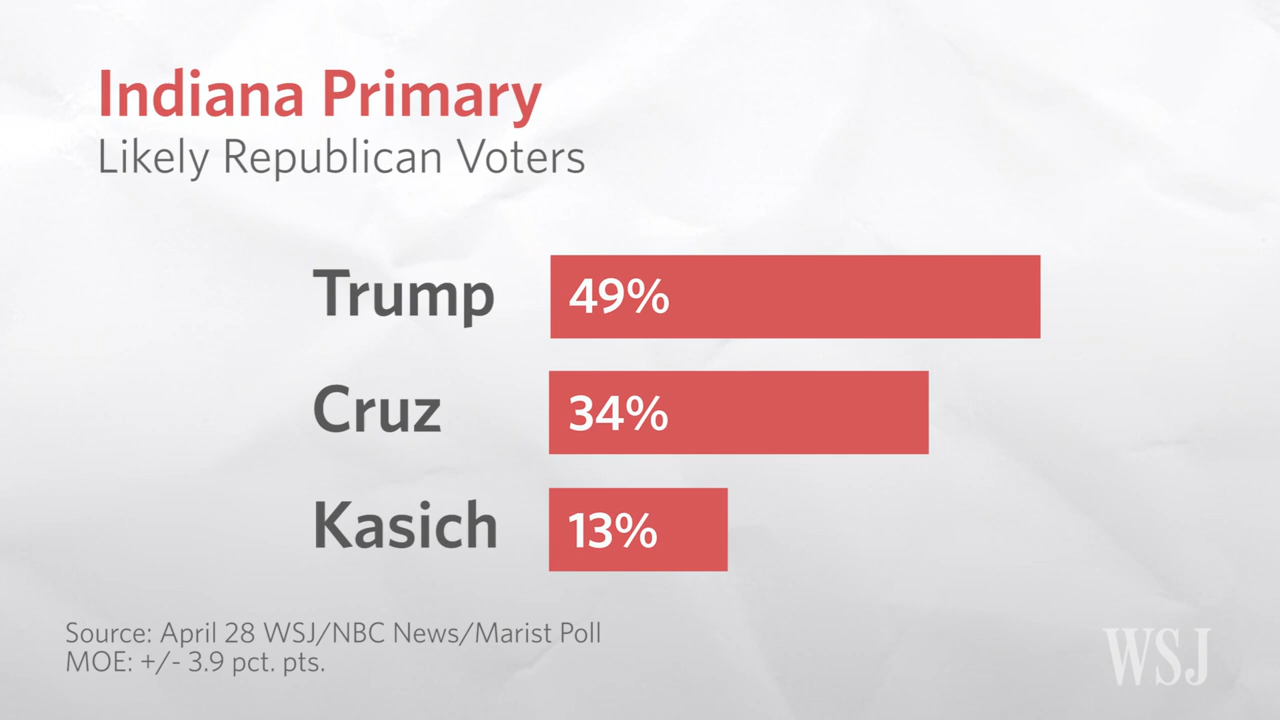 Indiana Primary
Likely Republican Voters
Trump 49%
Cruz 34%
Kasich 13%
Source: April 28 WSJ/NBC News/Marist Poll
MOE: +/- 3.9 pct. pts.
WSJ